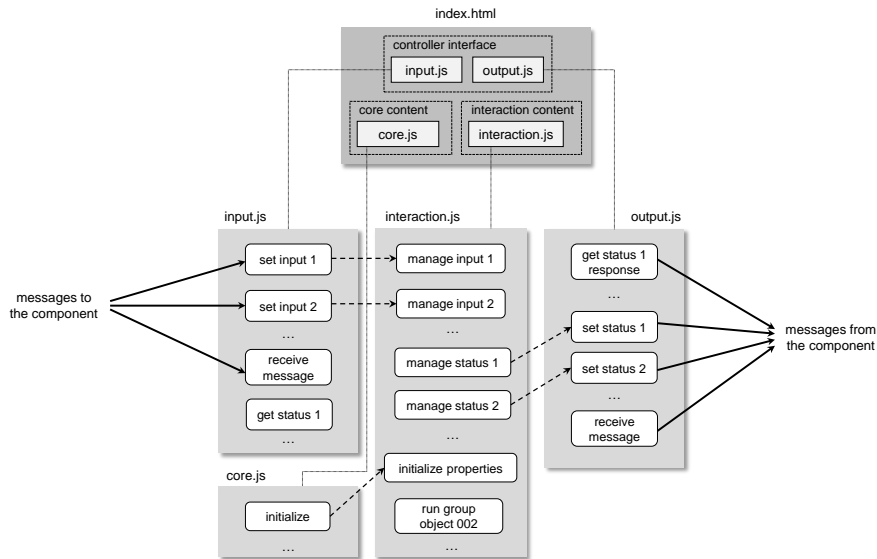 index.html
controller interface
input.js
output.js
core content
core.js
interaction content
interaction.js
input.js
set input 1
set input 2
...
receive
message
get status 1
...
messages to
the component
interaction.js
manage input 1
manage input 2
...
manage status 1
manage status 2
...
initialize properties
run group
object 002
...
output.js
get status 1
response
...
set status 1
set status 2
...
receive
message
messages from
the component
core.js
initialize
...